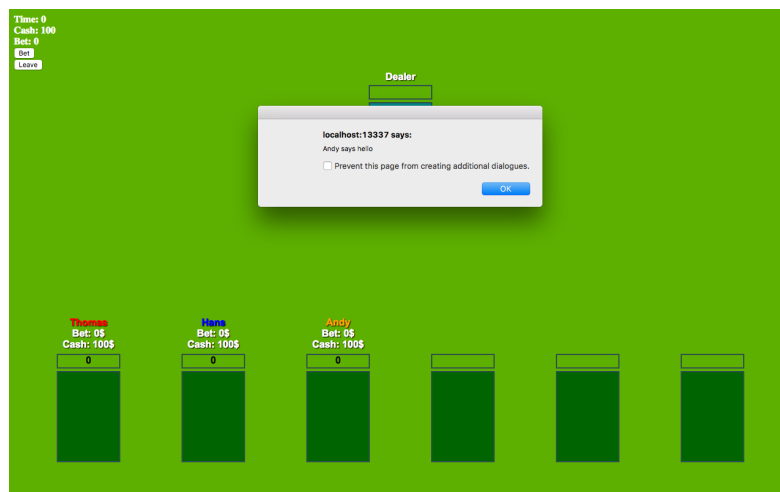 Time: 0
Cash: 100
Bet: 0
Bet
Leave
Dealer
localhost:13337 says:
Andy says hello
Prevent this page from creating additional dialogues.
OK
Thomas
Bet: 0$
Cash: 100$
0
Hans
Bet: 0$
Cash: 100$
0
Andy
Bet: 0$
Cash: 100$
0